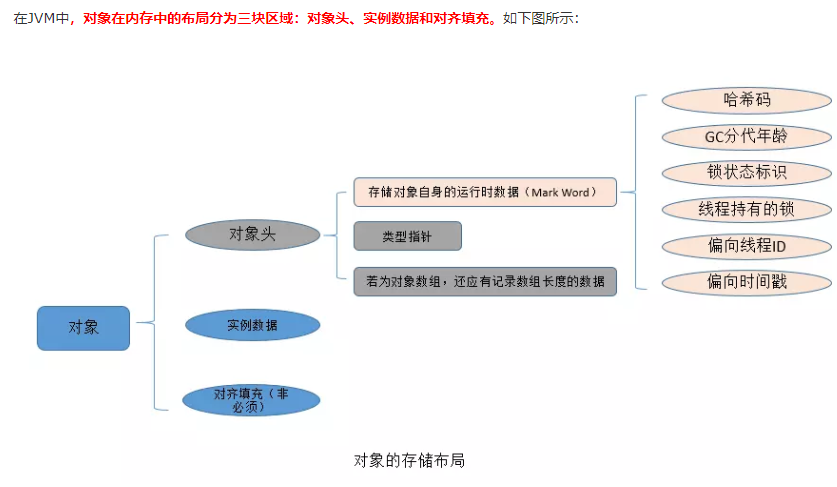 在JVM中，对象在内存中的布局分为三块区域：对象头、实例数据和对齐填充。如下图所示：
哈希码
GC分代年龄
锁状态标识
线程持有的锁
偏向线程ID
偏向时间戳
存储对象自身的运行时数据（Mark Word）
类型指针
若为对象数组，还应有记录数组长度的数据
对象头
实例数据
对齐填充（非
必须）
对象
对象的存储布局